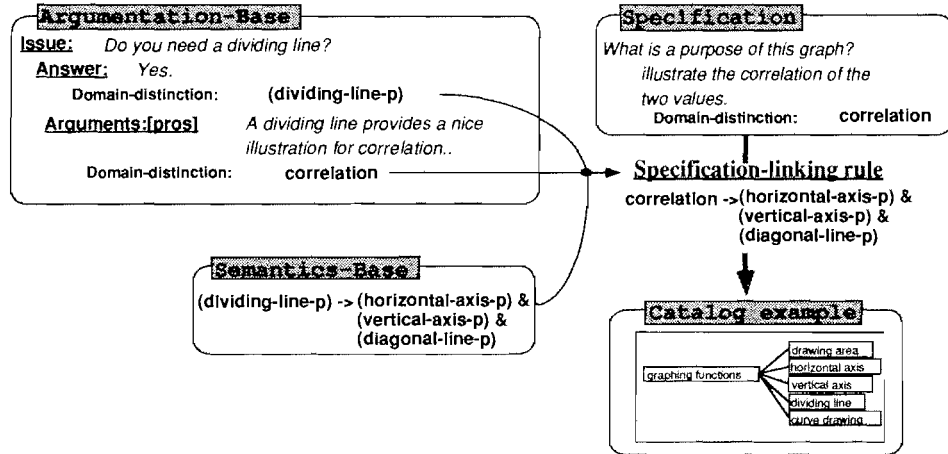 Argumentation-Base
Issue: Do you need a dividing line?
Answer: Yes.
Domain-distinction: (dividing-line-p)
Arguments:[pros] A dividing line provides a nice
illustration for correlation..
Domain-distinction: correlation
Semantics-Base
(dividing-line-p) -> (horizontal-axis-p) &
(vertical-axis-p) &
(diagonal-line-p)
Specification
What is a purpose of this graph?
illustrate the correlation of the
two values.
Domain-distinction: correlation
Specification-linking rule
correlation -> (horizontal-axis-p) &
(vertical-axis-p) &
(diagonal-line-p)
Catalog example
graphing functions
drawing area
horizontal axis
vertical axis
dividing line
curve drawing